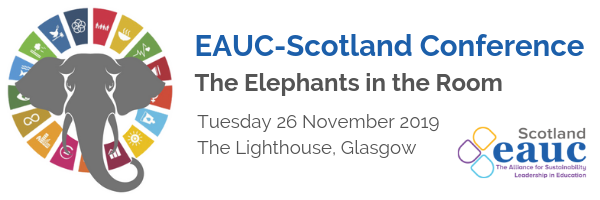 EAUC-Scotland Conference
The Elephants in the Room
Tuesday 26 November 2019
The Lighthouse, Glasgow
Scotland
eauc
The Alliance for Sustainability
Leadership in Education